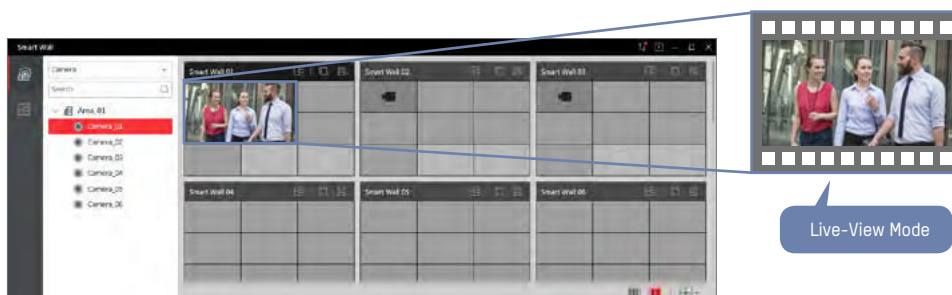 Smart Wall
Camera
Search
Area_01
Camera_01
Camera_02
Camera_03
Camera_04
Camera_05
Camera_06
Smart Wall 01
Smart Wall 02
Smart Wall 03
Smart Wall 04
Smart Wall 05
Smart Wall 06
Live-View Mode